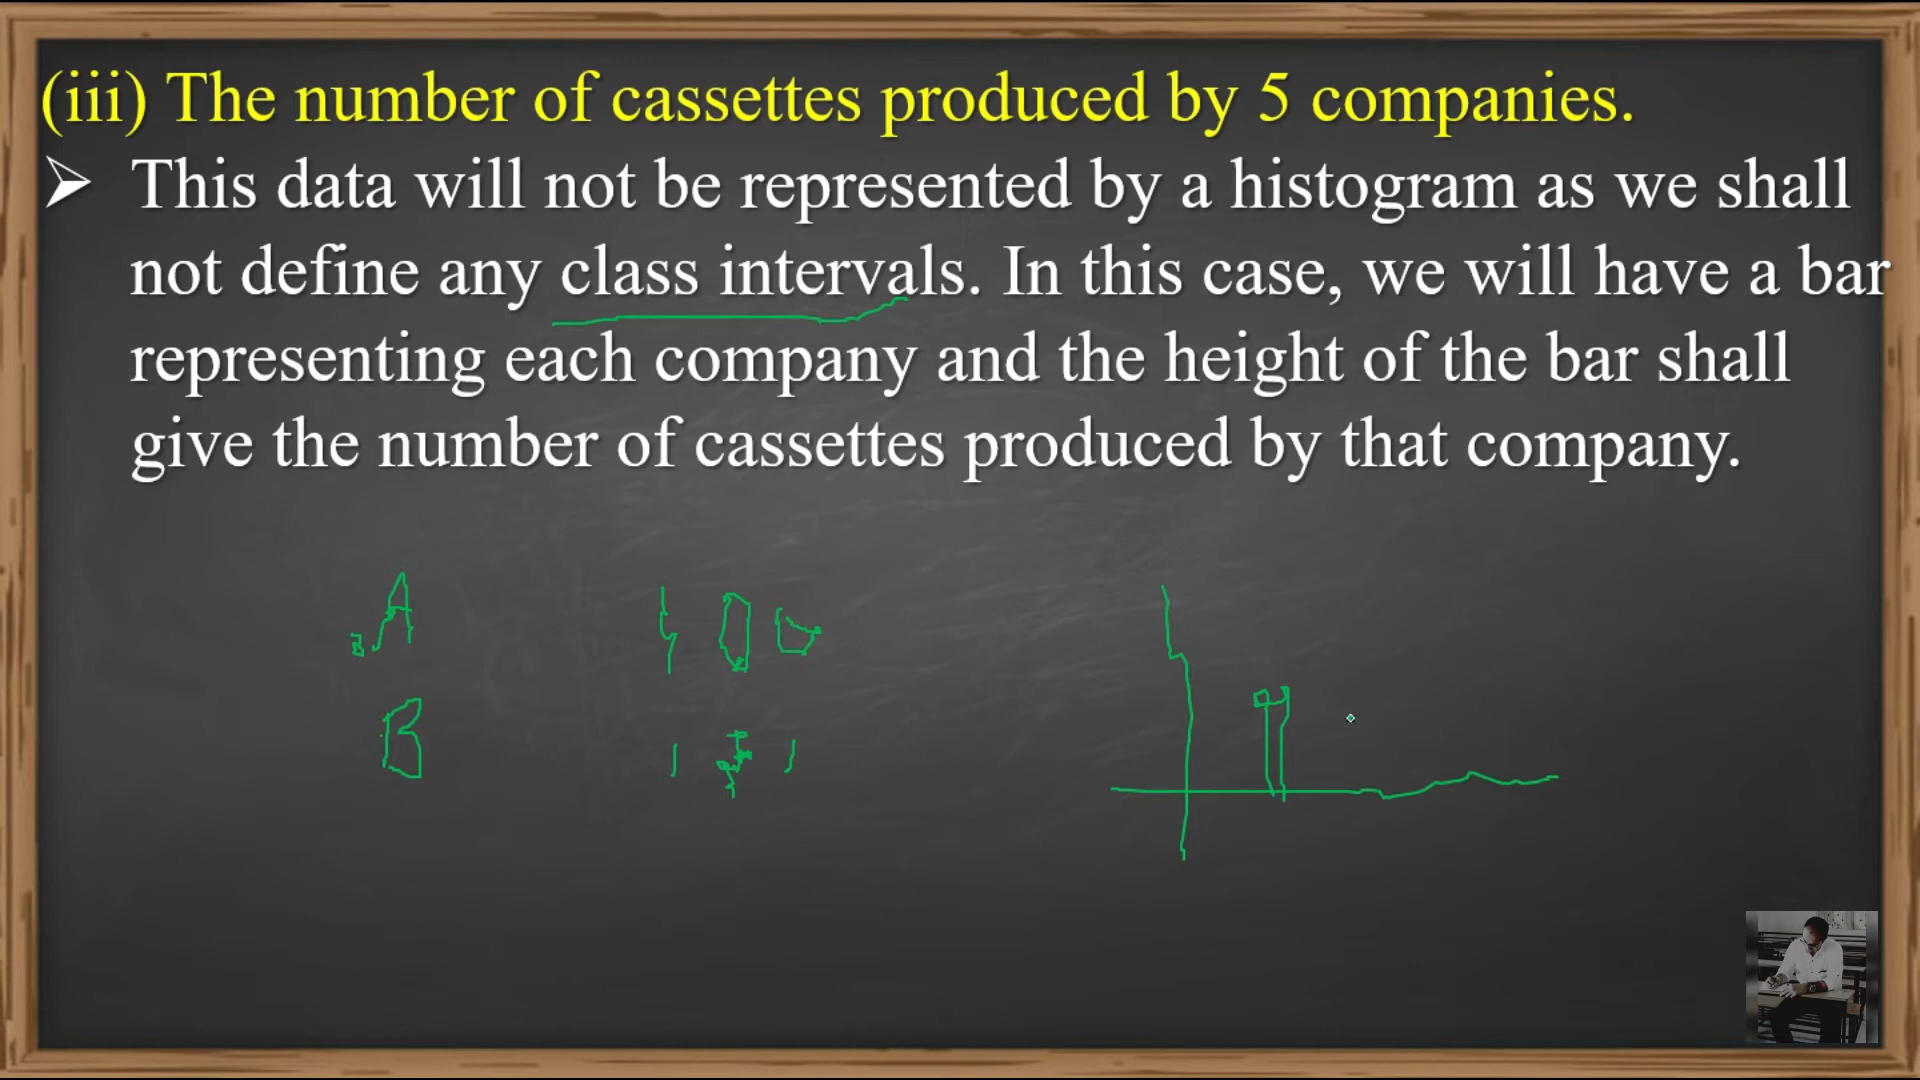 (iii) The number of cassettes produced by 5 companies.
➢ This data will not be represented by a histogram as we shall
not define any class intervals. In this case, we will have a bar
representing each company and the height of the bar shall
give the number of cassettes produced by that company.
A
B